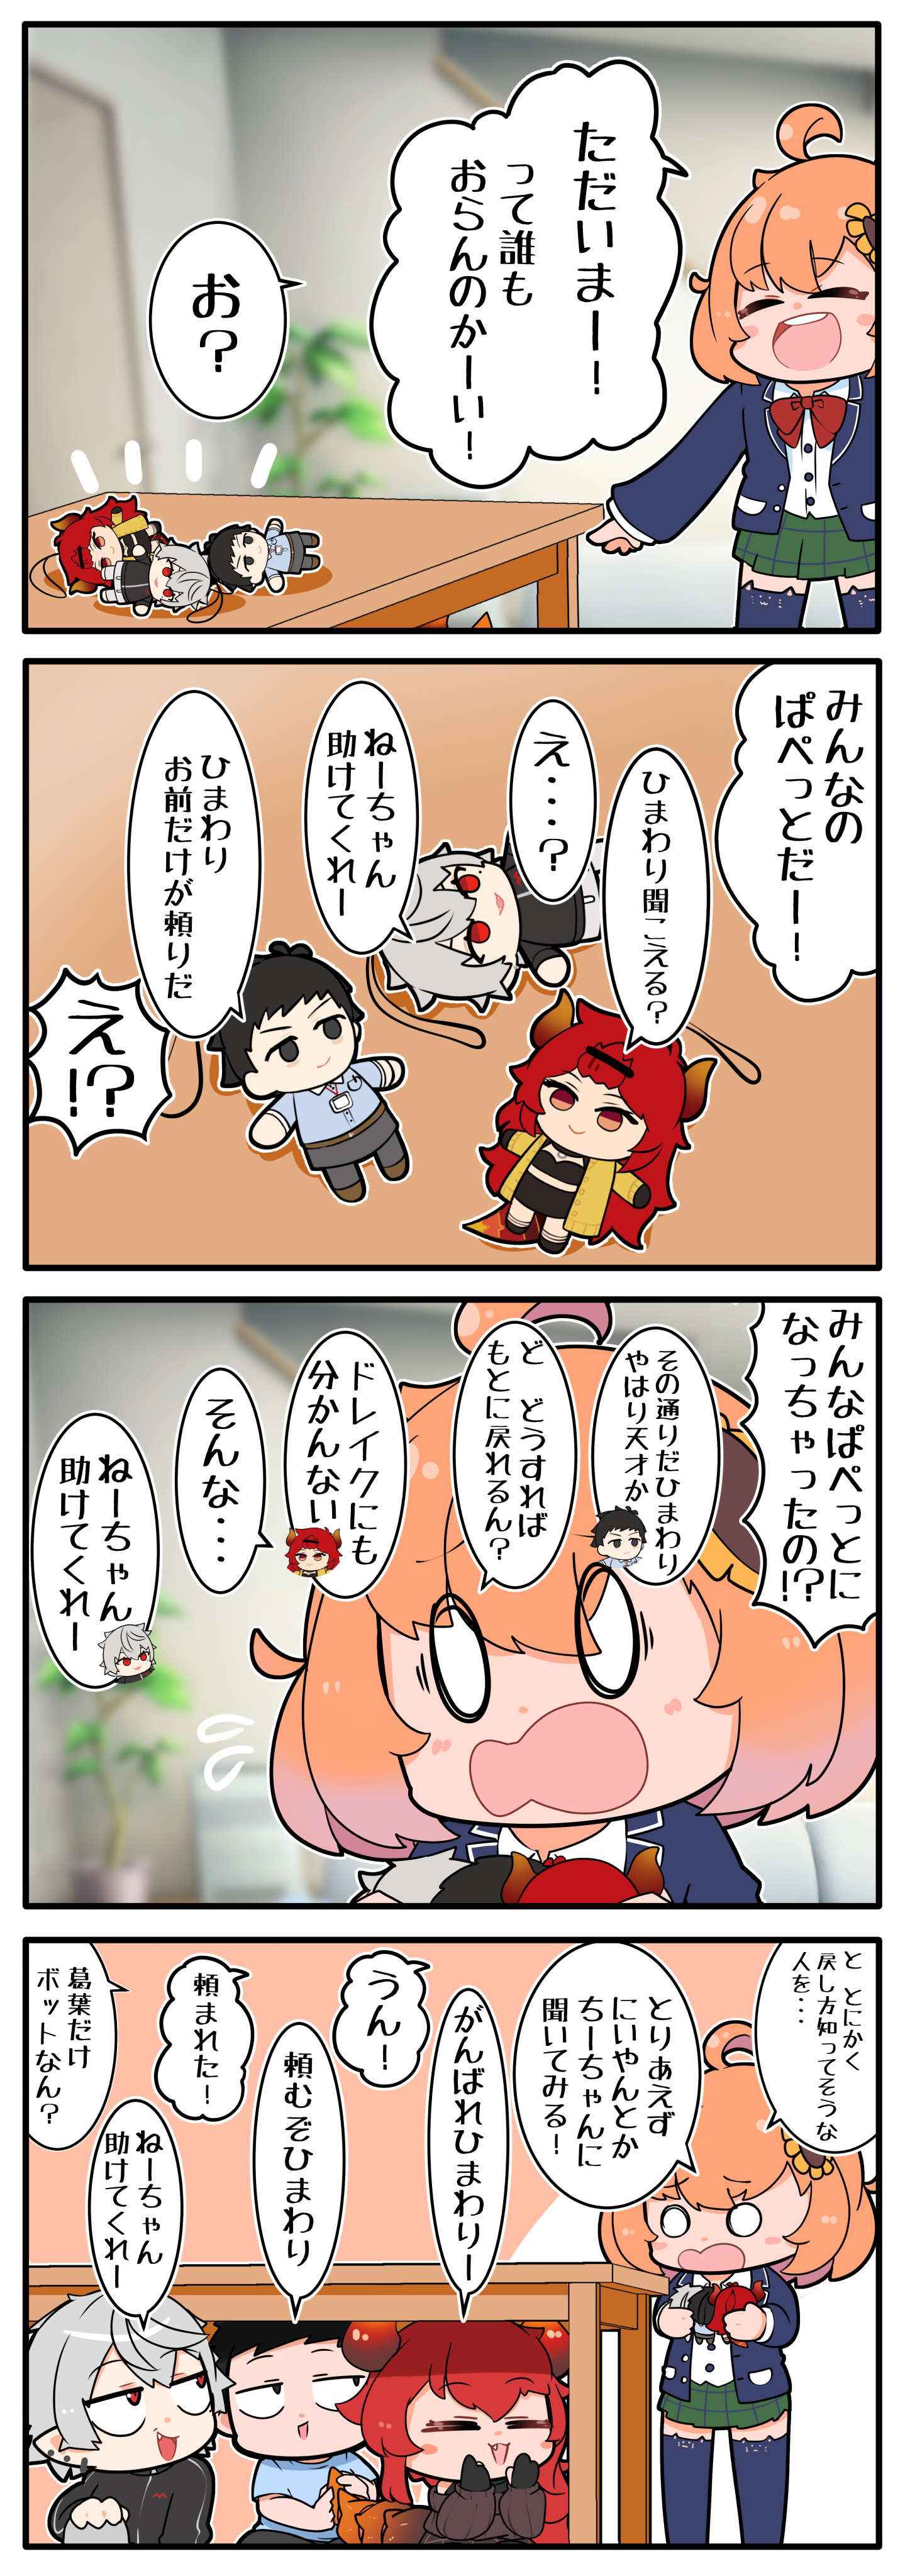 ただいまー！
って誰も
おらんのかーい！
お？
みんなの
ぱぺっとだー！
ひまわり聞こえる？
え・・・？
ねーちゃん
助けてくれー
ひまわり
お前だけが頼りだ
え！？
みんなぱぺっとに
なっちゃったの！？
その通りだひまわり
やはり天才か
ど どうすれば
もとに戻れるん？
ドレイクにも
分かんない
そんな・・・
ねーちゃん
助けてくれー
と とにかく
戻し方知ってそうな
人を・・・
とりあえず
にいやんとか
ちーちゃんに
聞いてみる！
がんばれひまわりー
うん！
頼むぞひまわり
頼まれた！
ねーちゃん
助けてくれー
葛葉だけ
ボットなん？